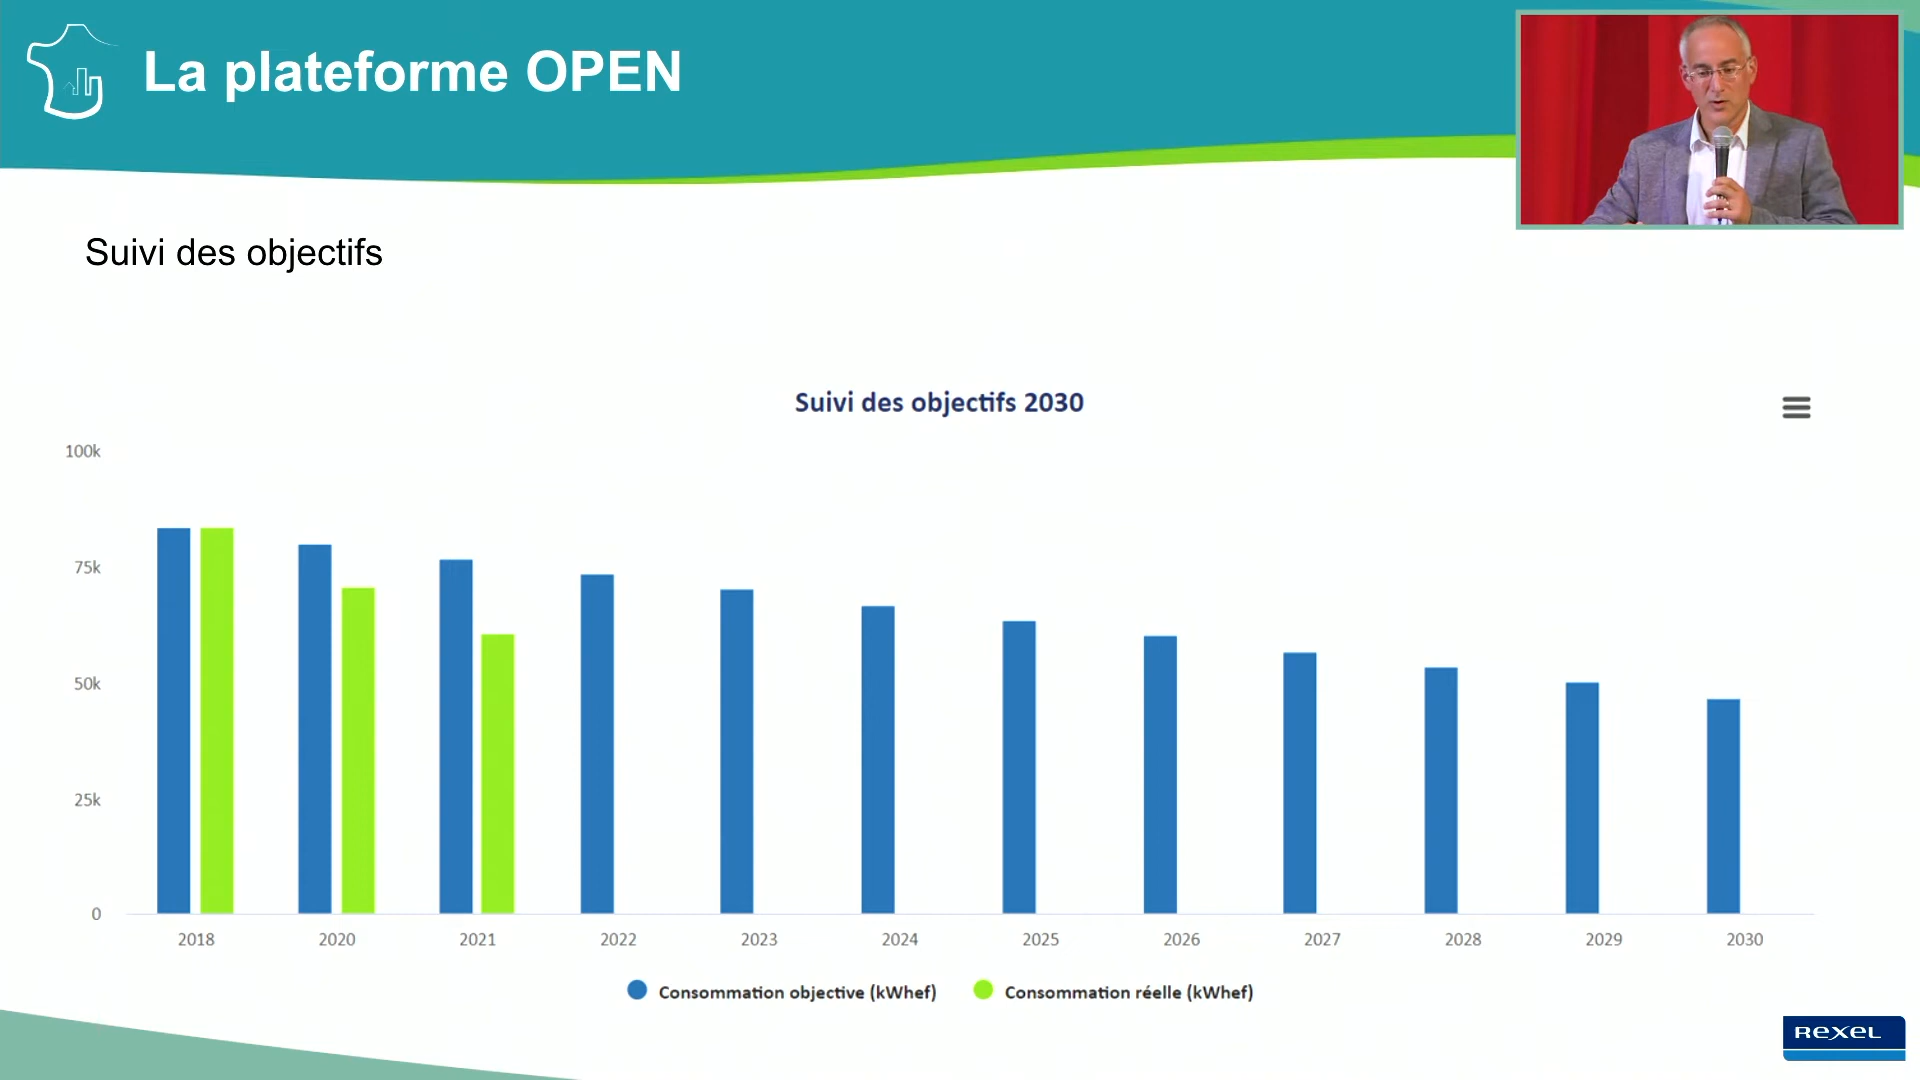 La plateforme OPEN
Suivi des objectifs
Suivi des objectifs 2030
100k
75k
50k
25k
0
2018 2020 2021 2022 2023 2024 2025 2026 2027 2028 2029 2030
Consommation objective (kWhef) Consommation réelle (kWhef)
REXEL